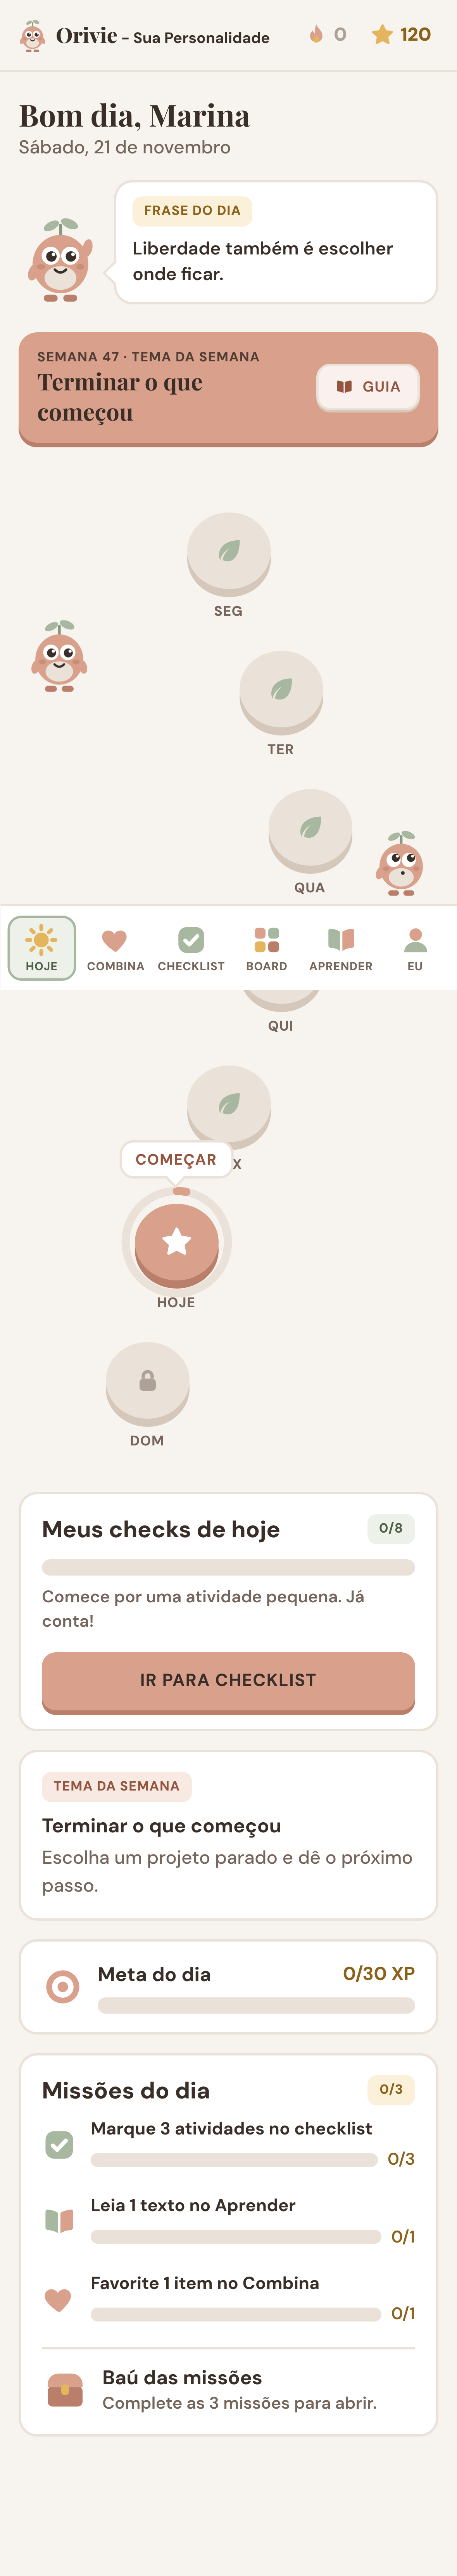 Orivie – Sua Personalidade
0
120
Bom dia, Marina
Sábado, 21 de novembro
FRASE DO DIA
Liberdade também é escolher
onde ficar.
SEMANA 47 · TEMA DA SEMANA
Terminar o que
começou
GUIA
SEG
TER
QUA
HOJE
COMBINA
CHECKLIST
BOARD
APRENDER
EU
QUI
X
COMEÇAR
HOJE
DOM
Meus checks de hoje
0/8
Comece por uma atividade pequena. Já
conta!
IR PARA CHECKLIST
TEMA DA SEMANA
Terminar o que começou
Escolha um projeto parado e dê o próximo
passo.
Meta do dia
0/30 XP
Missões do dia
0/3
Marque 3 atividades no checklist
0/3
Leia 1 texto no Aprender
0/1
Favorite 1 item no Combina
0/1
Baú das missões
Complete as 3 missões para abrir.